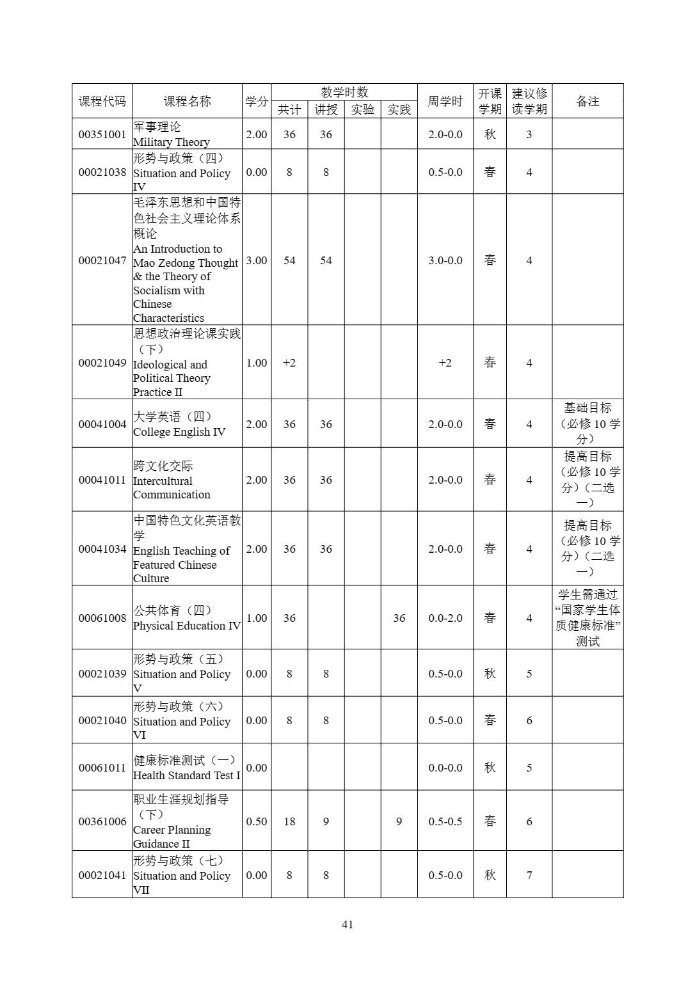 课程代码 课程名称 学分 教学时数 周学时 开课学期 建议修读学期 备注
共计 讲授 实验 实践
00351001 军事理论 2.00 36 36 2.0-0.0 秋 3
Military Theory
形势与政策（四）
00021038 Situation and Policy 0.00 8 8 0.5-0.0 春 4
IV
毛泽东思想和中国特
色社会主义理论体系
概论
An Introduction to
00021047 Mao Zedong Thought 3.00 54 54 3.0-0.0 春 4
& the Theory of
Socialism with
Chinese
Characteristics
思想政治理论课实践
（下）
00021049 Ideological and 1.00 +2 +2 春 4
Political Theory
Practice II
00041004 大学英语（四） 2.00 36 36 2.0-0.0 春 4 基础目标
College English IV （必修 10 学
分）
跨文化交际 提高目标
00041011 Intercultural 2.00 36 36 2.0-0.0 春 4 （必修 10 学
Communication 分）（二选
一）
中国特色文化英语教
学 提高目标
00041034 English Teaching of 2.00 36 36 2.0-0.0 春 4 （必修 10 学
Featured Chinese 分）（二选
Culture 一）
学生需通过
00061008 公共体育（四） 1.00 36 36 0.0-2.0 春 4 “国家学生体
Physical Education IV 质健康标准”
测试
形势与政策（五）
00021039 Situation and Policy 0.00 8 8 0.5-0.0 秋 5
V
形势与政策（六）
00021040 Situation and Policy 0.00 8 8 0.5-0.0 春 6
VI
00061011 健康标准测试（一） 0.00 0.0-0.0 秋 5
Health Standard Test I
职业生涯规划指导
（下）
00361006 Career Planning 0.50 18 9 9 0.5-0.5 春 6
Guidance II
形势与政策（七）
00021041 Situation and Policy 0.00 8 8 0.5-0.0 秋 7
VII
41